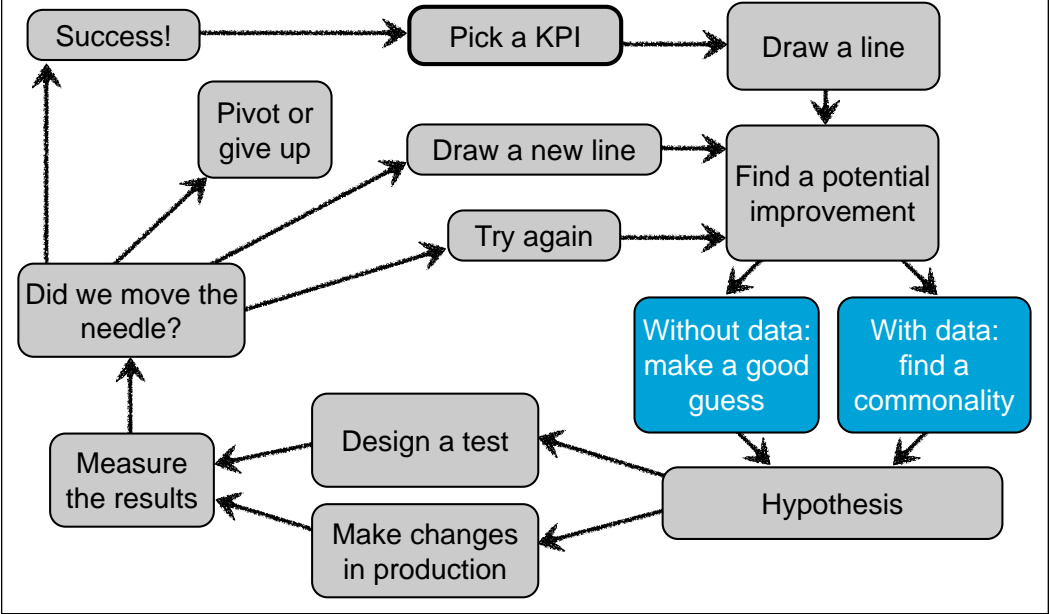 Success!
Pick a KPI
Draw a line
Pivot or
give up
Draw a new line
Find a potential
improvement
Try again
Did we move the
needle?
Without data:
make a good
guess
With data:
find a
commonality
Design a test
Measure
the results
Hypothesis
Make changes
in production